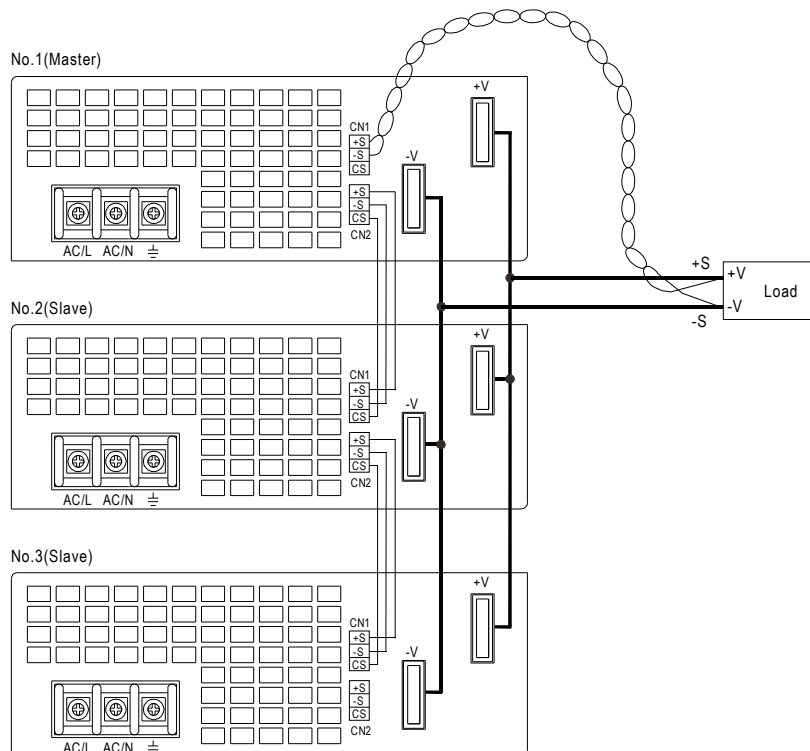 No.1(Master)
+V
CN1
+S
-S
CS
-V
+S
-S
CS
CN2
AC/L AC/N
+S
+V
Load
-V
-S
No.2(Slave)
+V
CN1
+S
-S
CS
-V
+S
-S
CS
CN2
AC/L AC/N
No.3(Slave)
+V
CN1
+S
-S
CS
-V
+S
-S
CS
CN2
AC/L AC/N